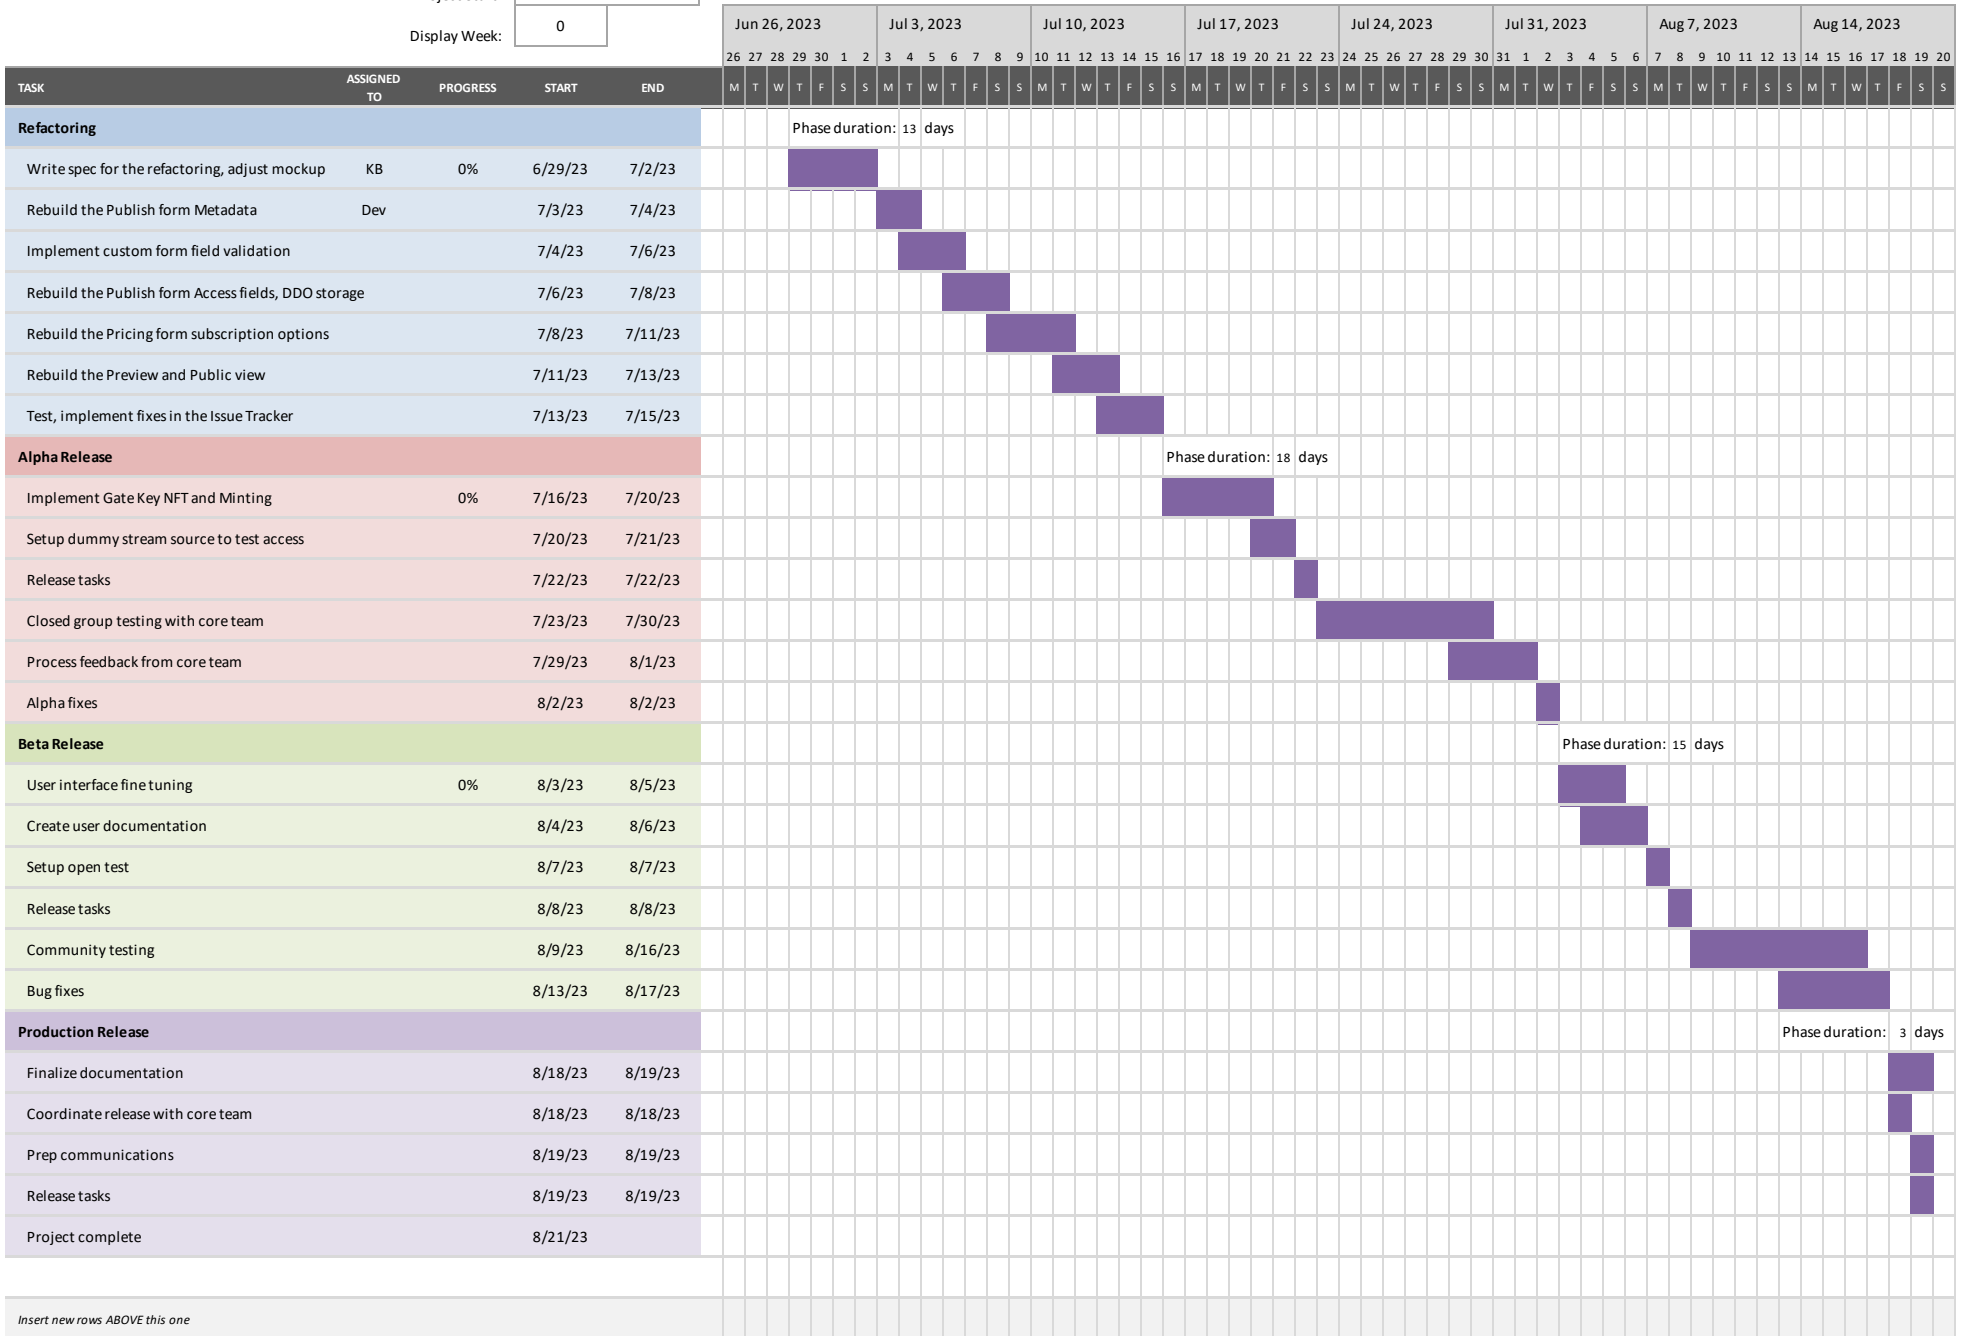 Display Week: 0
Jun 26, 2023 Jul 3, 2023 Jul 10, 2023 Jul 17, 2023 Jul 24, 2023 Jul 31, 2023 Aug 7, 2023 Aug 14, 2023
26 27 28 29 30 1 2 3 4 5 6 7 8 9 10 11 12 13 14 15 16 17 18 19 20 21 22 23 24 25 26 27 28 29 30 31 1 2 3 4 5 6 7 8 9 10 11 12 13 14 15 16 17 18 19 20
TASK ASSIGNED TO PROGRESS START END M T W T F S S M T W T F S S M T W T F S S M T W T F S S M T W T F S S M T W T F S S M T W T F S S M T W T F S S
Refactoring Phase duration: 13 days
Write spec for the refactoring, adjust mockup KB 0% 6/29/23 7/2/23
Rebuild the Publish form Metadata Dev 7/3/23 7/4/23
Implement custom form field validation 7/4/23 7/6/23
Rebuild the Publish form Access fields, DDO storage 7/6/23 7/8/23
Rebuild the Pricing form subscription options 7/8/23 7/11/23
Rebuild the Preview and Public view 7/11/23 7/13/23
Test, implement fixes in the Issue Tracker 7/13/23 7/15/23
Alpha Release Phase duration: 18 days
Implement Gate Key NFT and Minting 0% 7/16/23 7/20/23
Setup dummy stream source to test access 7/20/23 7/21/23
Release tasks 7/22/23 7/22/23
Closed group testing with core team 7/23/23 7/30/23
Process feedback from core team 7/29/23 8/1/23
Alpha fixes 8/2/23 8/2/23
Beta Release Phase duration: 15 days
User interface fine tuning 0% 8/3/23 8/5/23
Create user documentation 8/4/23 8/6/23
Setup open test 8/7/23 8/7/23
Release tasks 8/8/23 8/8/23
Community testing 8/9/23 8/16/23
Bug fixes 8/13/23 8/17/23
Production Release Phase duration: 3 days
Finalize documentation 8/18/23 8/19/23
Coordinate release with core team 8/18/23 8/18/23
Prep communications 8/19/23 8/19/23
Release tasks 8/19/23 8/19/23
Project complete 8/21/23
Insert new rows ABOVE this one